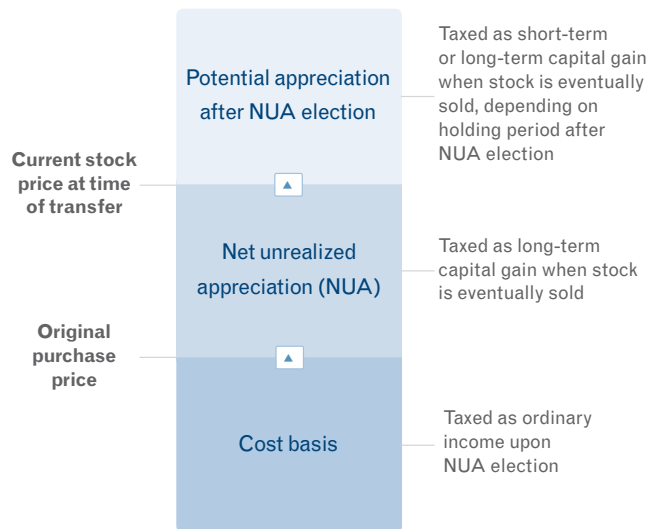 Potential appreciation
after NUA election
Taxed as short-term
or long-term capital gain
when stock is eventually
sold, depending on
holding period after
NUA election
Current stock
price at time
of transfer
Net unrealized
appreciation (NUA)
Taxed as long-term
capital gain when stock
is eventually sold
Original
purchase
price
Cost basis
Taxed as ordinary
income upon
NUA election